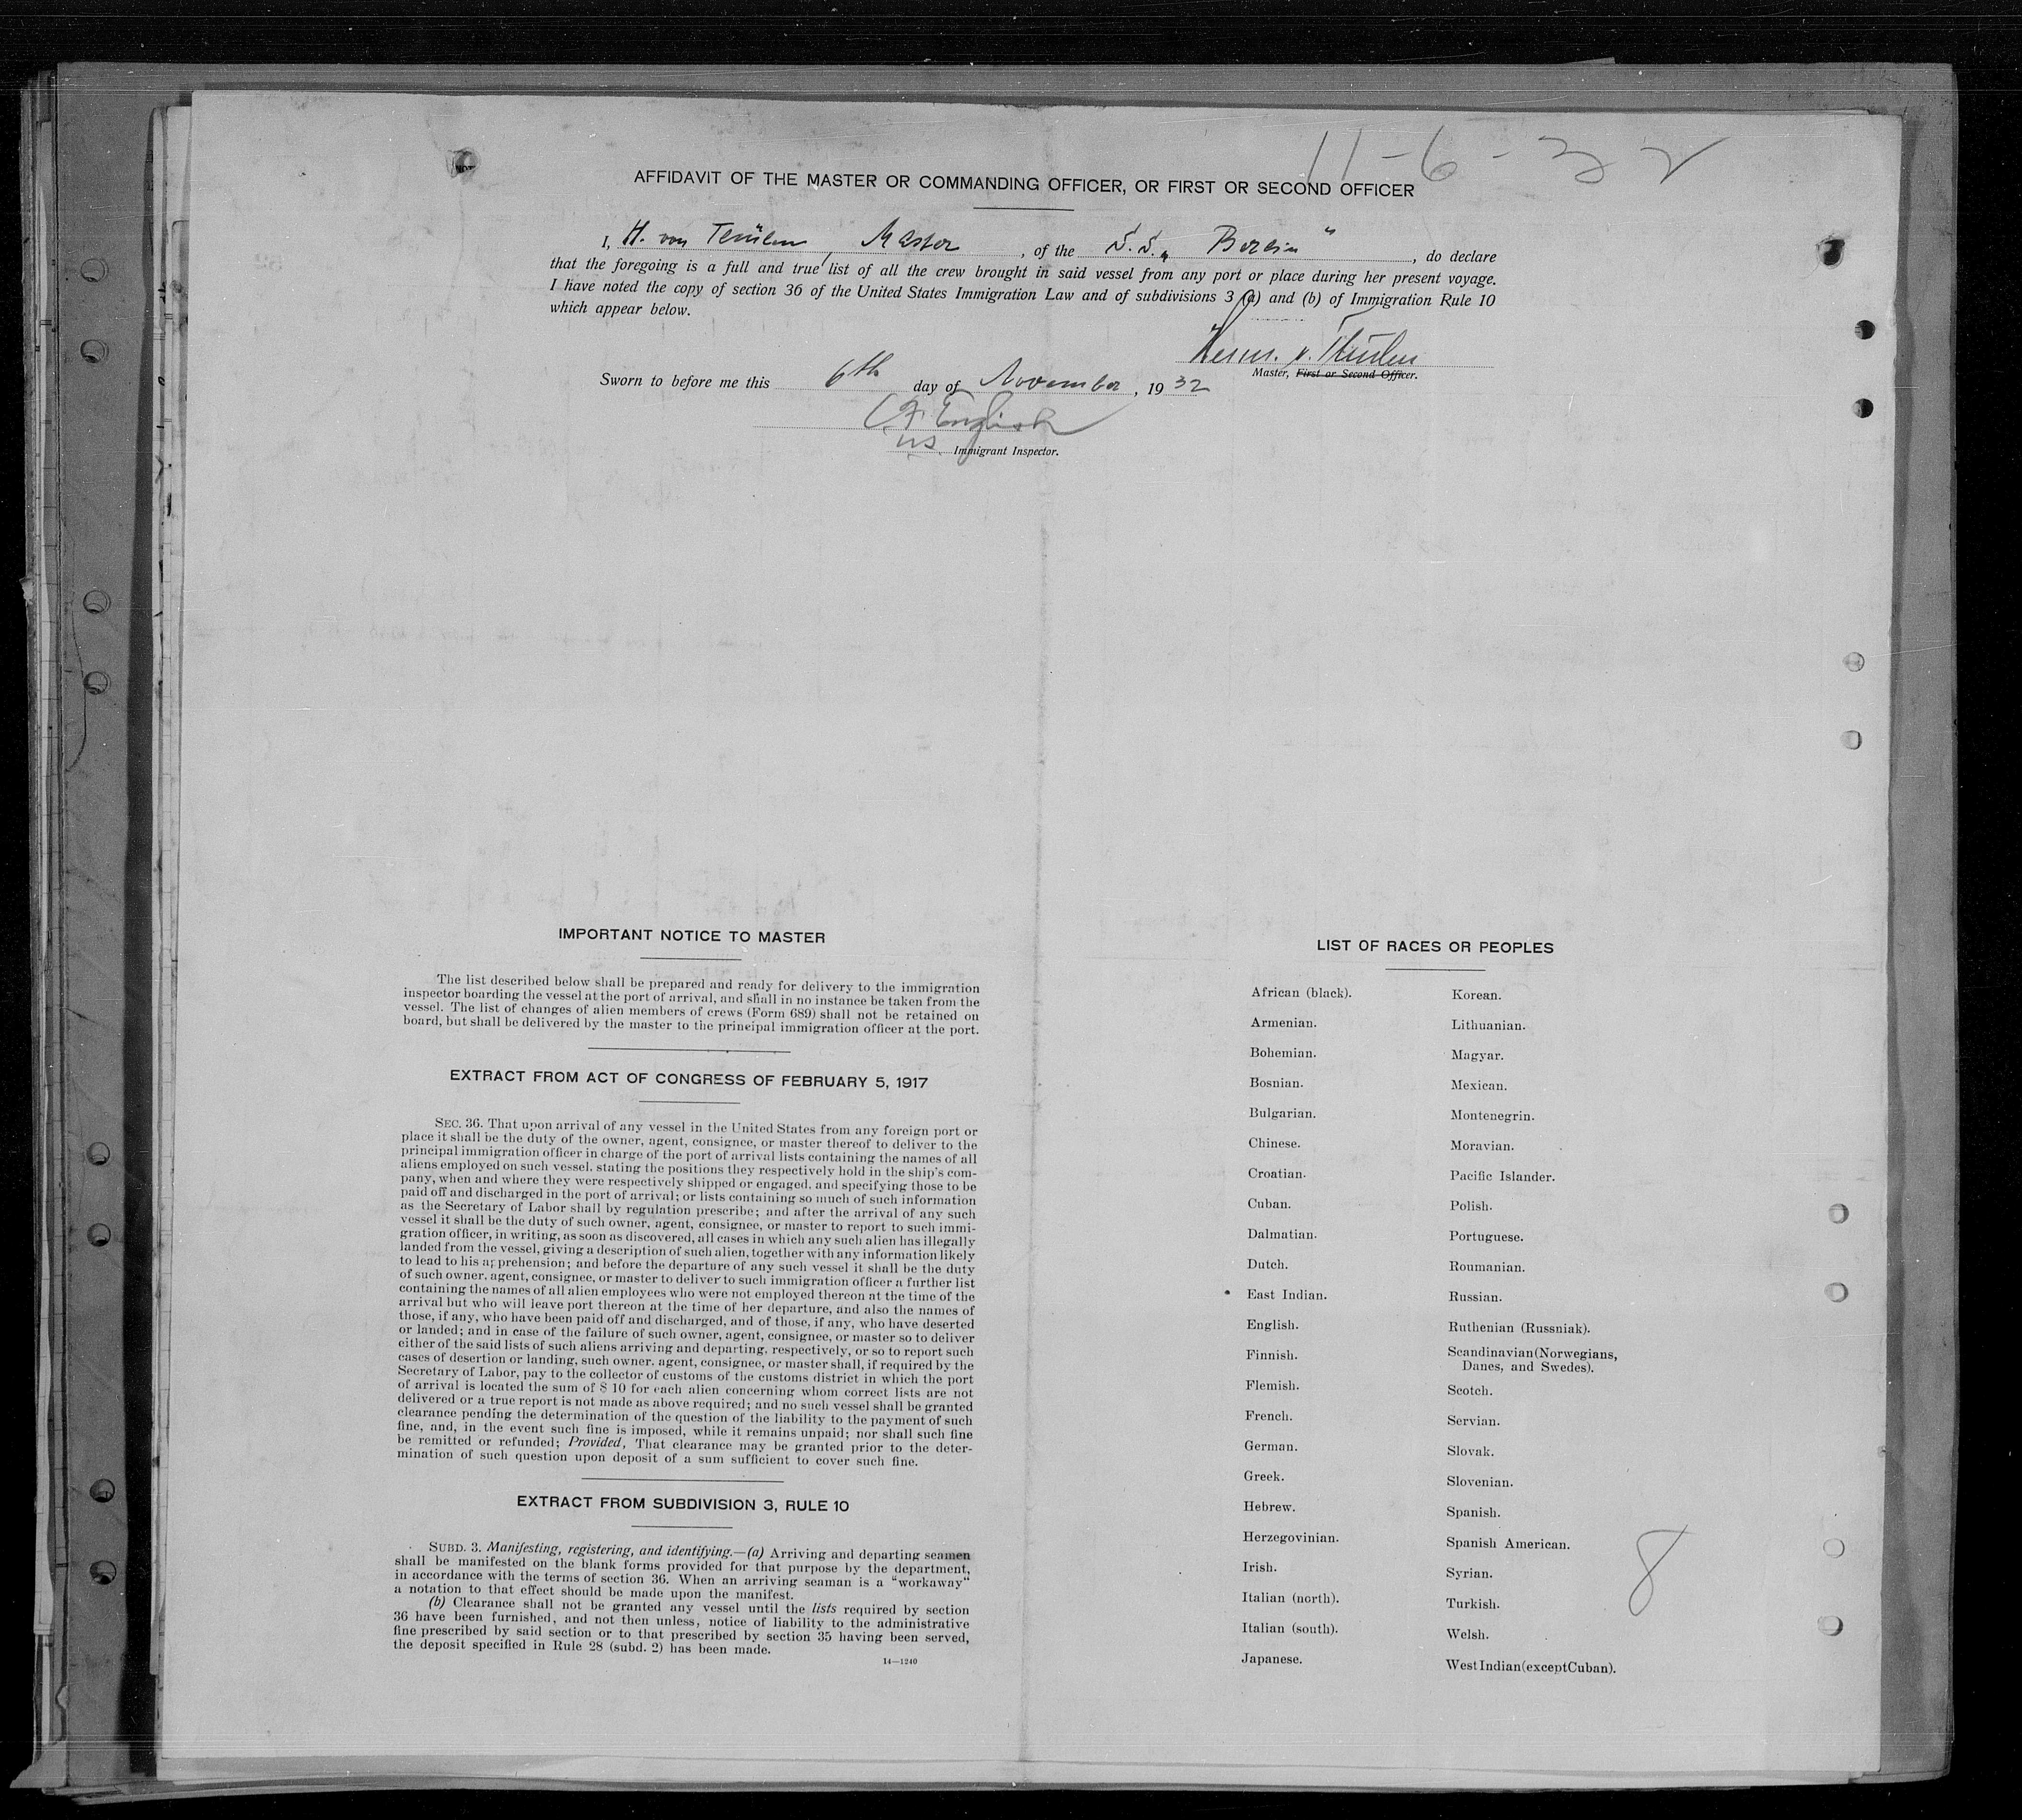 11-6-32
AFFIDAVIT OF THE MASTER OR COMMANDING OFFICER, OR FIRST OR SECOND OFFICER
I, H. von Thülen, Master, of the S.S. „Berlin“, do declare
that the foregoing is a full and true list of all the crew brought in said vessel from any port or place during her present voyage.
I have noted the copy of section 36 of the United States Immigration Law and of subdivisions 3 (a) and (b) of Immigration Rule 10
which appear below.
Herm. v. Thülen
Master, First or Second Officer.
Sworn to before me this 6th day of November, 1932
English
US Immigrant Inspector.
IMPORTANT NOTICE TO MASTER
The list described below shall be prepared and ready for delivery to the immigration
inspector boarding the vessel at the port of arrival, and shall in no instance be taken from the
vessel. The list of changes of alien members of crews (Form 689) shall not be retained on
board, but shall be delivered by the master to the principal immigration officer at the port.
EXTRACT FROM ACT OF CONGRESS OF FEBRUARY 5, 1917
SEC. 36. That upon arrival of any vessel in the United States from any foreign port or
place it shall be the duty of the owner, agent, consignee, or master thereof to deliver to the
principal immigration officer in charge of the port of arrival lists containing the names of all
aliens employed on such vessel, stating the positions they respectively hold in the ship's com-
pany, when and where they were respectively shipped or engaged, and specifying those to be
paid off and discharged in the port of arrival; or lists containing so much of such information
as the Secretary of Labor shall by regulation prescribe; and after the arrival of any such
vessel it shall be the duty of such owner, agent, consignee, or master to report to such immi-
gration officer, in writing, as soon as discovered, all cases in which any such alien has illegally
landed from the vessel, giving a description of such alien, together with any information likely
to lead to his apprehension; and before the departure of any such vessel it shall be the duty
of such owner, agent, consignee, or master to deliver to such immigration officer a further list
containing the names of all alien employees who were not employed thereon at the time of the
arrival but who will leave port thereon at the time of her departure, and also the names of
those, if any, who have been paid off and discharged, and of those, if any, who have deserted
or landed; and in case of the failure of such owner, agent, consignee, or master so to deliver
either of the said lists of such aliens arriving and departing, respectively, or so to report such
cases of desertion or landing, such owner, agent, consignee, or master shall, if required by the
Secretary of Labor, pay to the collector of customs of the customs district in which the port
of arrival is located the sum of $ 10 for each alien concerning whom correct lists are not
delivered or a true report is not made as above required; and no such vessel shall be granted
clearance pending the determination of the question of the liability to the payment of such
fine, and, in the event such fine is imposed, while it remains unpaid; nor shall such fine
be remitted or refunded; Provided, That clearance may be granted prior to the deter-
mination of such question upon deposit of a sum sufficient to cover such fine.
EXTRACT FROM SUBDIVISION 3, RULE 10
SUBD. 3. Manifesting, registering, and identifying.—(a) Arriving and departing seamen
shall be manifested on the blank forms provided for that purpose by the department,
in accordance with the terms of section 36. When an arriving seaman is a “workaway“
a notation to that effect should be made upon the manifest.
(b) Clearance shall not be granted any vessel until the lists required by section
36 have been furnished, and not then unless, notice of liability to the administrative
fine prescribed by said section or to that prescribed by section 35 having been served,
the deposit specified in Rule 28 (subd. 2) has been made.
14—1240
LIST OF RACES OR PEOPLES
African (black).
Armenian.
Bohemian.
Bosnian.
Bulgarian.
Chinese.
Croatian.
Cuban.
Dalmatian.
Dutch.
East Indian.
English.
Finnish.
Flemish.
French.
German.
Greek.
Hebrew.
Herzegovinian.
Irish.
Italian (north).
Italian (south).
Japanese.
Korean.
Lithuanian.
Magyar.
Mexican.
Montenegrin.
Moravian.
Pacific Islander.
Polish.
Portuguese.
Roumanian.
Russian.
Ruthenian (Russniak).
Scandinavian (Norwegians,
Danes, and Swedes).
Scotch.
Servian.
Slovak.
Slovenian.
Spanish.
Spanish American.
Syrian.
Turkish.
Welsh.
West Indian (except Cuban).
8